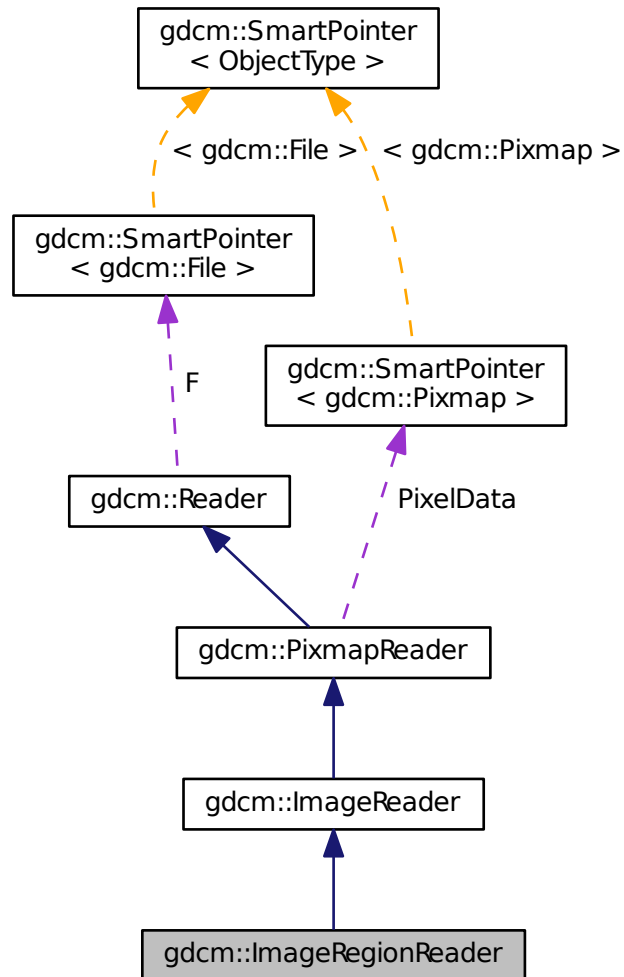 gdcm::SmartPointer
< ObjectType >
< gdcm::File >
< gdcm::Pixmap >
gdcm::SmartPointer
< gdcm::File >
gdcm::SmartPointer
< gdcm::Pixmap >
F
gdcm::Reader
PixelData
gdcm::PixmapReader
gdcm::ImageReader
gdcm::ImageRegionReader